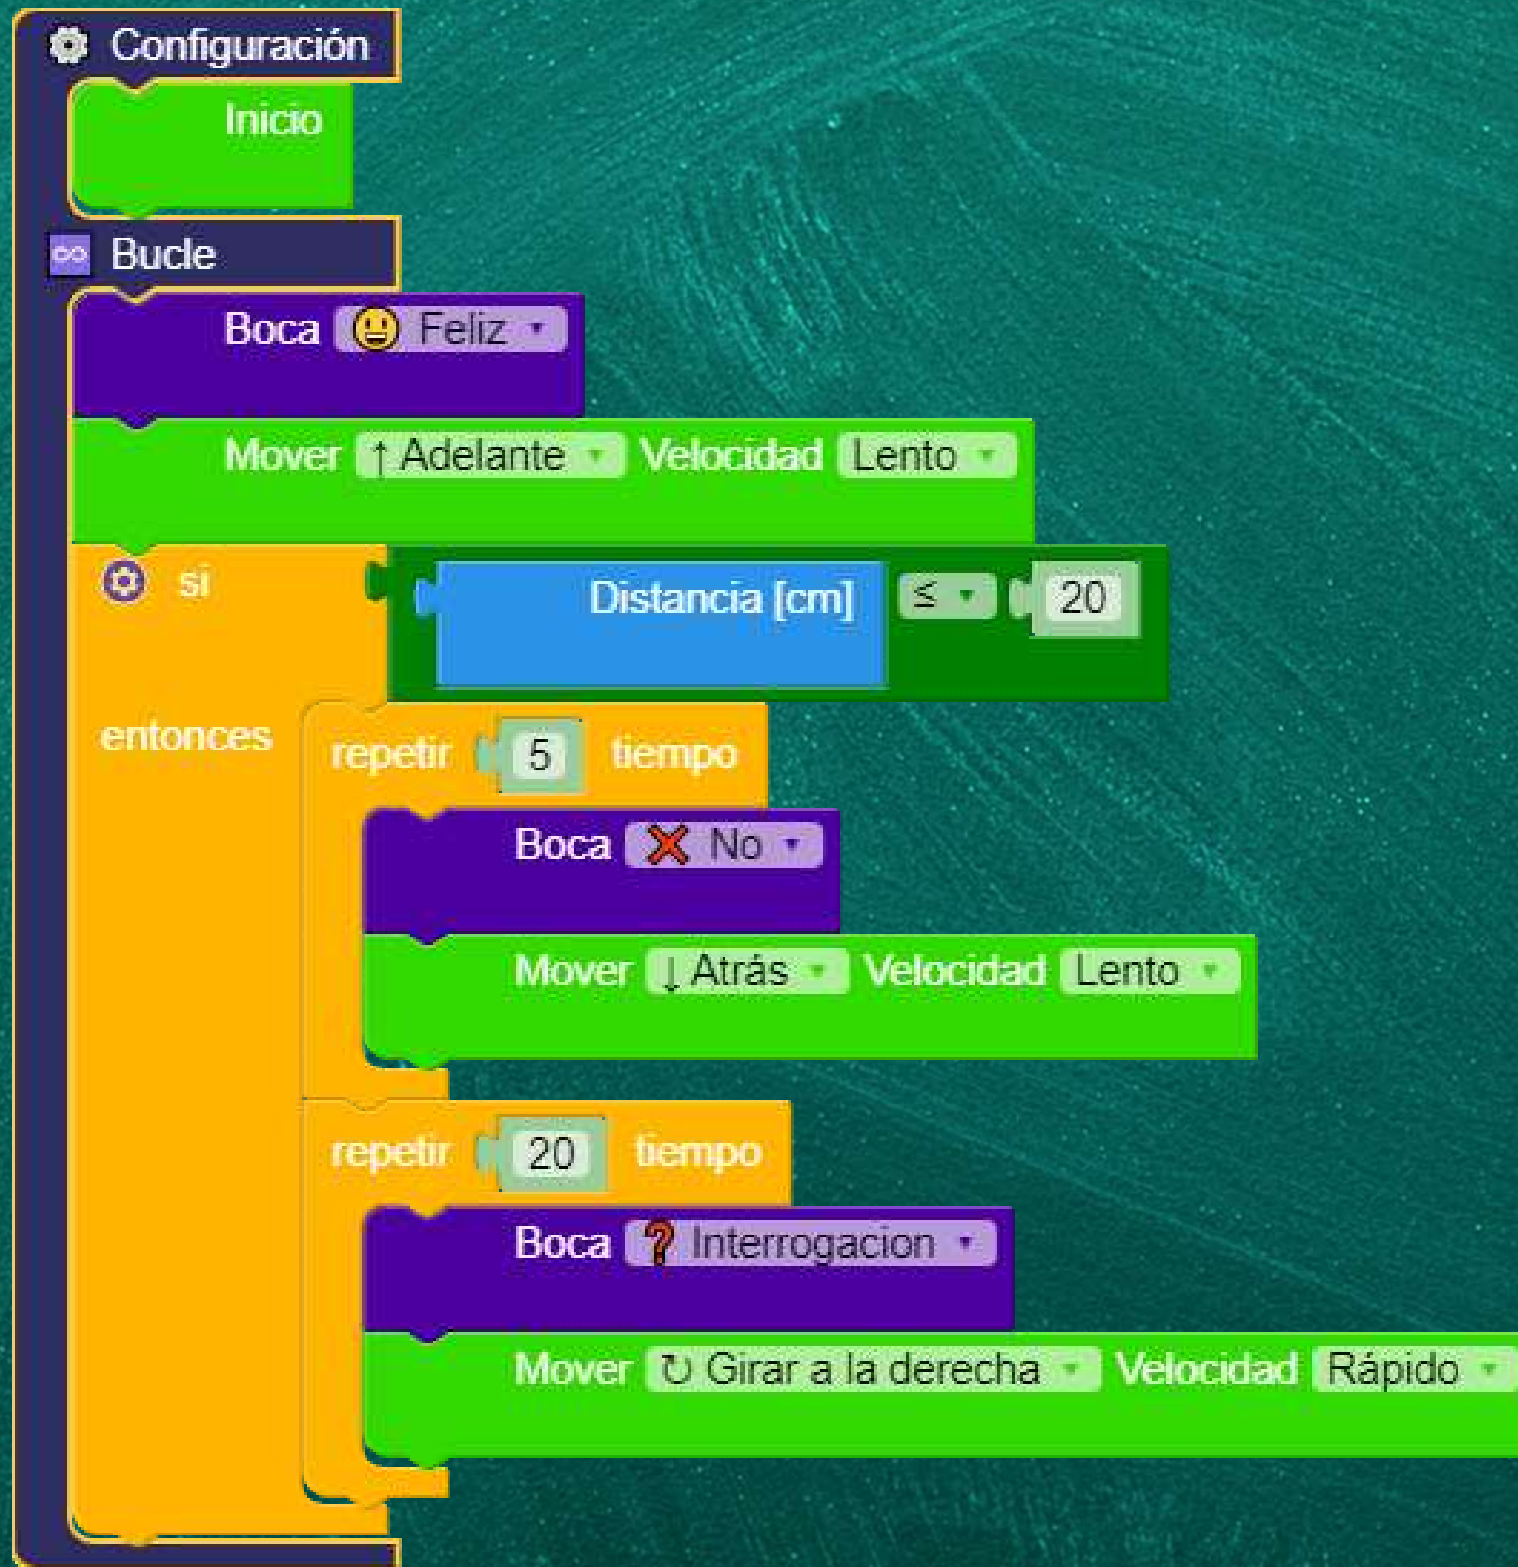 Configuración
Inicio
Bucle
Boca Feliz
Mover ↑ Adelante Velocidad Lento
si Distancia [cm] ≤ 20
entonces
repetir 5 tiempo
Boca No
Mover ↓ Atrás Velocidad Lento
repetir 20 tiempo
Boca Interrogacion
Mover ↻ Girar a la derecha Velocidad Rápido